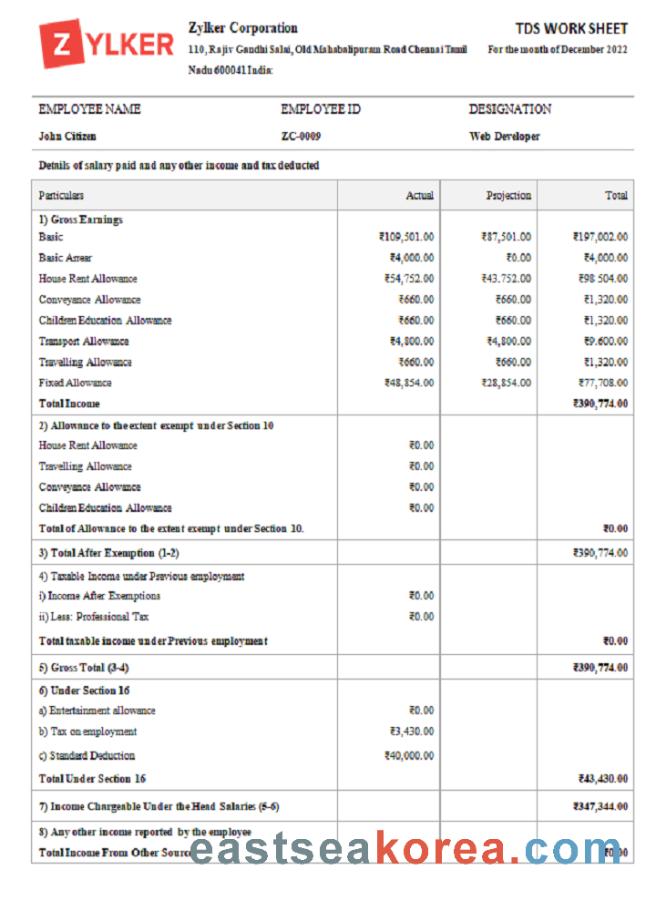 ZYLKER
Zylker Corporation
TDS WORK SHEET
110, Rajiv Gandhi Salai, Old Mahabalipuram Road Chennai Tamil
For the month of December 2022
Nadu 600041 India:
EMPLOYEE NAME EMPLOYEE ID DESIGNATION
John Citizen ZC-0009 Web Developer
Details of salary paid and any other income and tax deducted
Particulars Actual Projection Total
1) Gross Earnings
Basic ₹109,501.00 ₹87,501.00 ₹197,002.00
Basic Arrear ₹4,000.00 ₹0.00 ₹4,000.00
House Rent Allowance ₹54,752.00 ₹43.752.00 ₹98 504.00
Conveyance Allowance ₹660.00 ₹660.00 ₹1,320.00
Children Education Allowance ₹660.00 ₹660.00 ₹1,320.00
Transport Allowance ₹4,800.00 ₹4,800.00 ₹9.600.00
Travelling Allowance ₹660.00 ₹660.00 ₹1,320.00
Fixed Allowance ₹48,854.00 ₹28,854.00 ₹77,708.00
Total Income ₹390,774.00
2) Allowance to the extent exempt under Section 10
House Rent Allowance ₹0.00
Travelling Allowance ₹0.00
Conveyance Allowance ₹0.00
Children Education Allowance ₹0.00
Total of Allowance to the extent exempt under Section 10. ₹0.00
3) Total After Exemption (1-2) ₹390,774.00
4) Taxable Income under Previous employment
i) Income After Exemptions ₹0.00
ii) Less: Professional Tax ₹0.00
Total taxable income under Previous employment ₹0.00
5) Gross Total (3-4) ₹390,774.00
6) Under Section 16
a) Entertainment allowance ₹0.00
b) Tax on employment ₹3,430.00
c) Standard Deduction ₹40,000.00
Total Under Section 16 ₹43,430.00
7) Income Chargeable Under the Head Salaries (5-6) ₹347,344.00
8) Any other income reported by the employee
Total Income From Other
eastseakorea.com